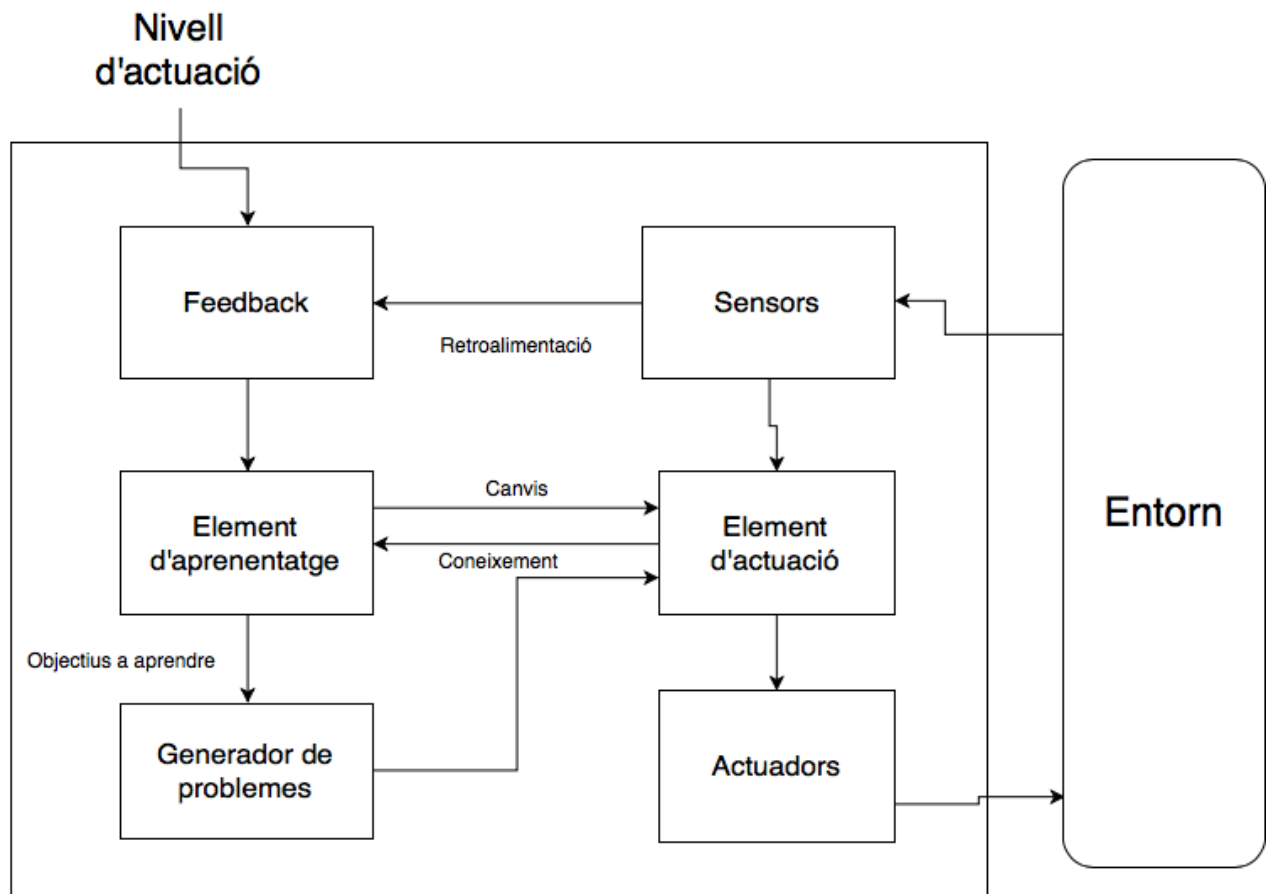 Nivell
d'actuació
Feedback
Sensors
Retroalimentació
Entorn
Element
d'aprenentatge
Canvis
Coneixement
Element
d'actuació
Objectius a aprendre
Generador de
problemes
Actuadors